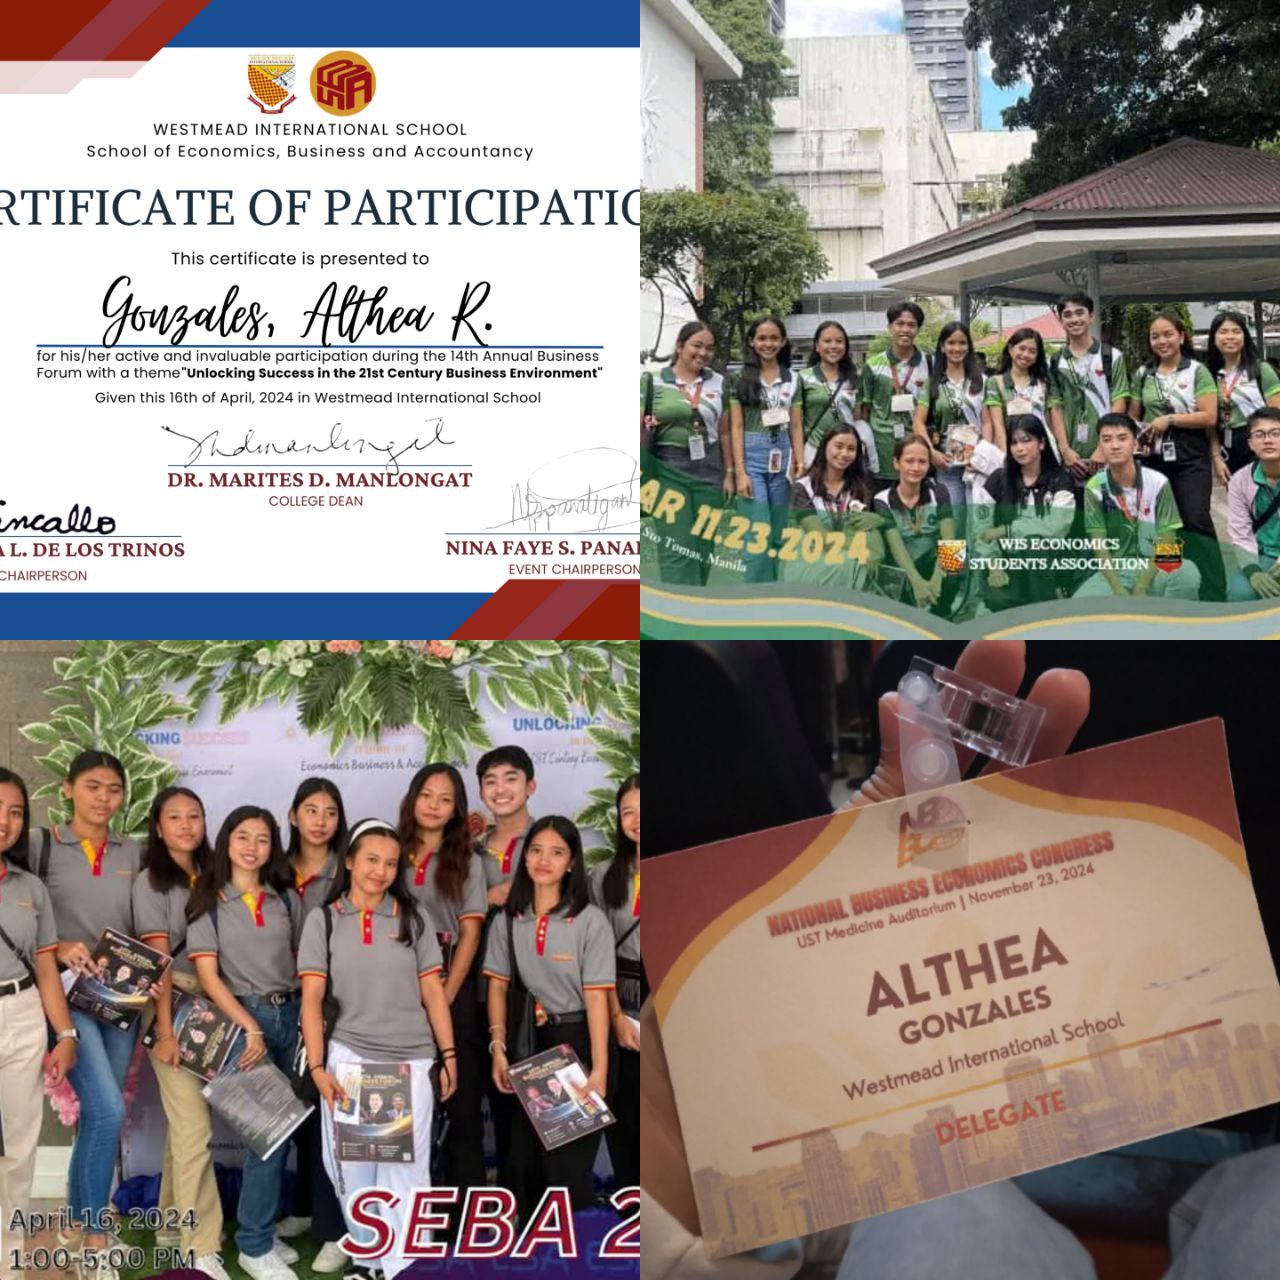 WESTMEAD INTERNATIONAL SCHOOL
School of Economics, Business and Accountancy
RTIFICATE OF PARTICIPATIO
This certificate is presented to
Gonzales, Althea R.
for his/her active and invaluable participation during the 14th Annual Business
Forum with a theme "Unlocking Success in the 21st Century Business Environment"
Given this 16th of April, 2024 in Westmead International School
DR. MARITES D. MANLONGAT
COLLEGE DEAN
A L. DE LOS TRINOS
CHAIRPERSON
NINA FAYE S. PANA
EVENT CHAIRPERSON
AR 11.23.2024
Sto Tomas, Manila
WIS ECONOMICS
STUDENTS ASSOCIATION
ESA
CKING SUCCESS
UNLOCKING
Economics Business & Acc
April 16, 2024
1:00-5:00 PM
SEBA 2
NATIONAL BUSINESS ECONOMICS CONGRESS
UST Medicine Auditorium | November 23, 2024
ALTHEA
GONZALES
Westmead International School
DELEGATE